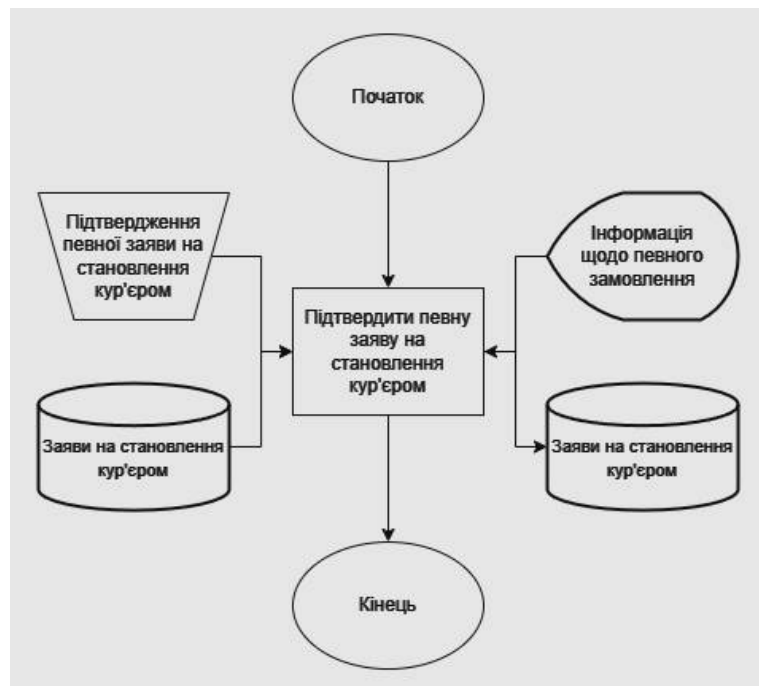 Початок
Підтвердження
певної заяви на
становлення
кур'єром
Інформація
щодо певного
замовлення
Підтвердити певну
заяву на
становлення
кур'єром
Заяви на становлення
кур'єром
Заяви на становлення
кур'єром
Кінець